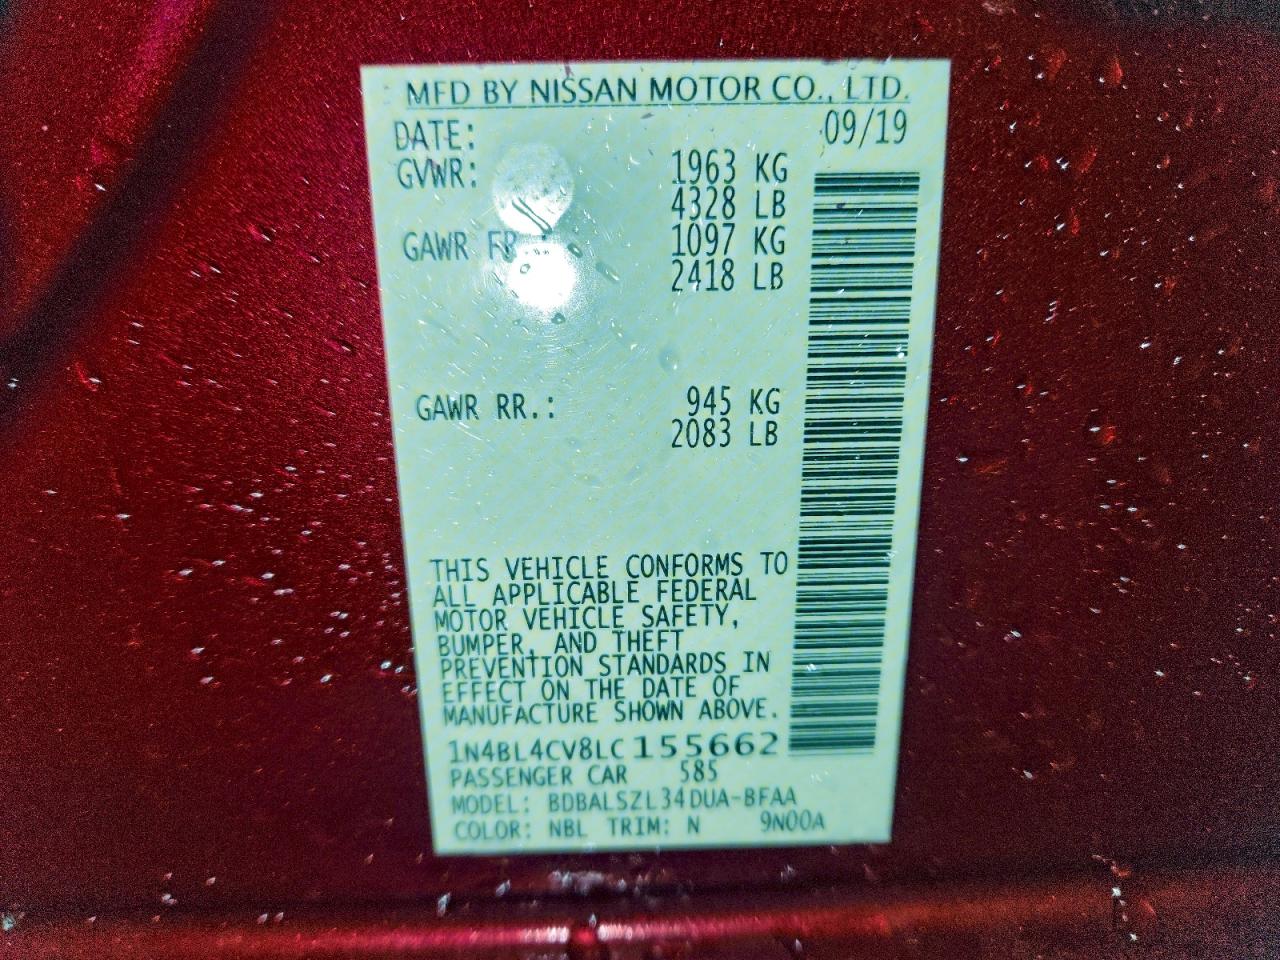 MFD BY NISSAN MOTOR CO., LTD.
DATE: 09/19
GVWR: 1963 KG
4328 LB
GAWR FR.: 1097 KG
2418 LB
GAWR RR.: 945 KG
2083 LB
THIS VEHICLE CONFORMS TO
ALL APPLICABLE FEDERAL
MOTOR VEHICLE SAFETY,
BUMPER, AND THEFT
PREVENTION STANDARDS IN
EFFECT ON THE DATE OF
MANUFACTURE SHOWN ABOVE.
1N4BL4CV8LC155662
PASSENGER CAR 585
MODEL: BDBALSZL34DUA-BFAA
COLOR: NBL TRIM: N 9N00A